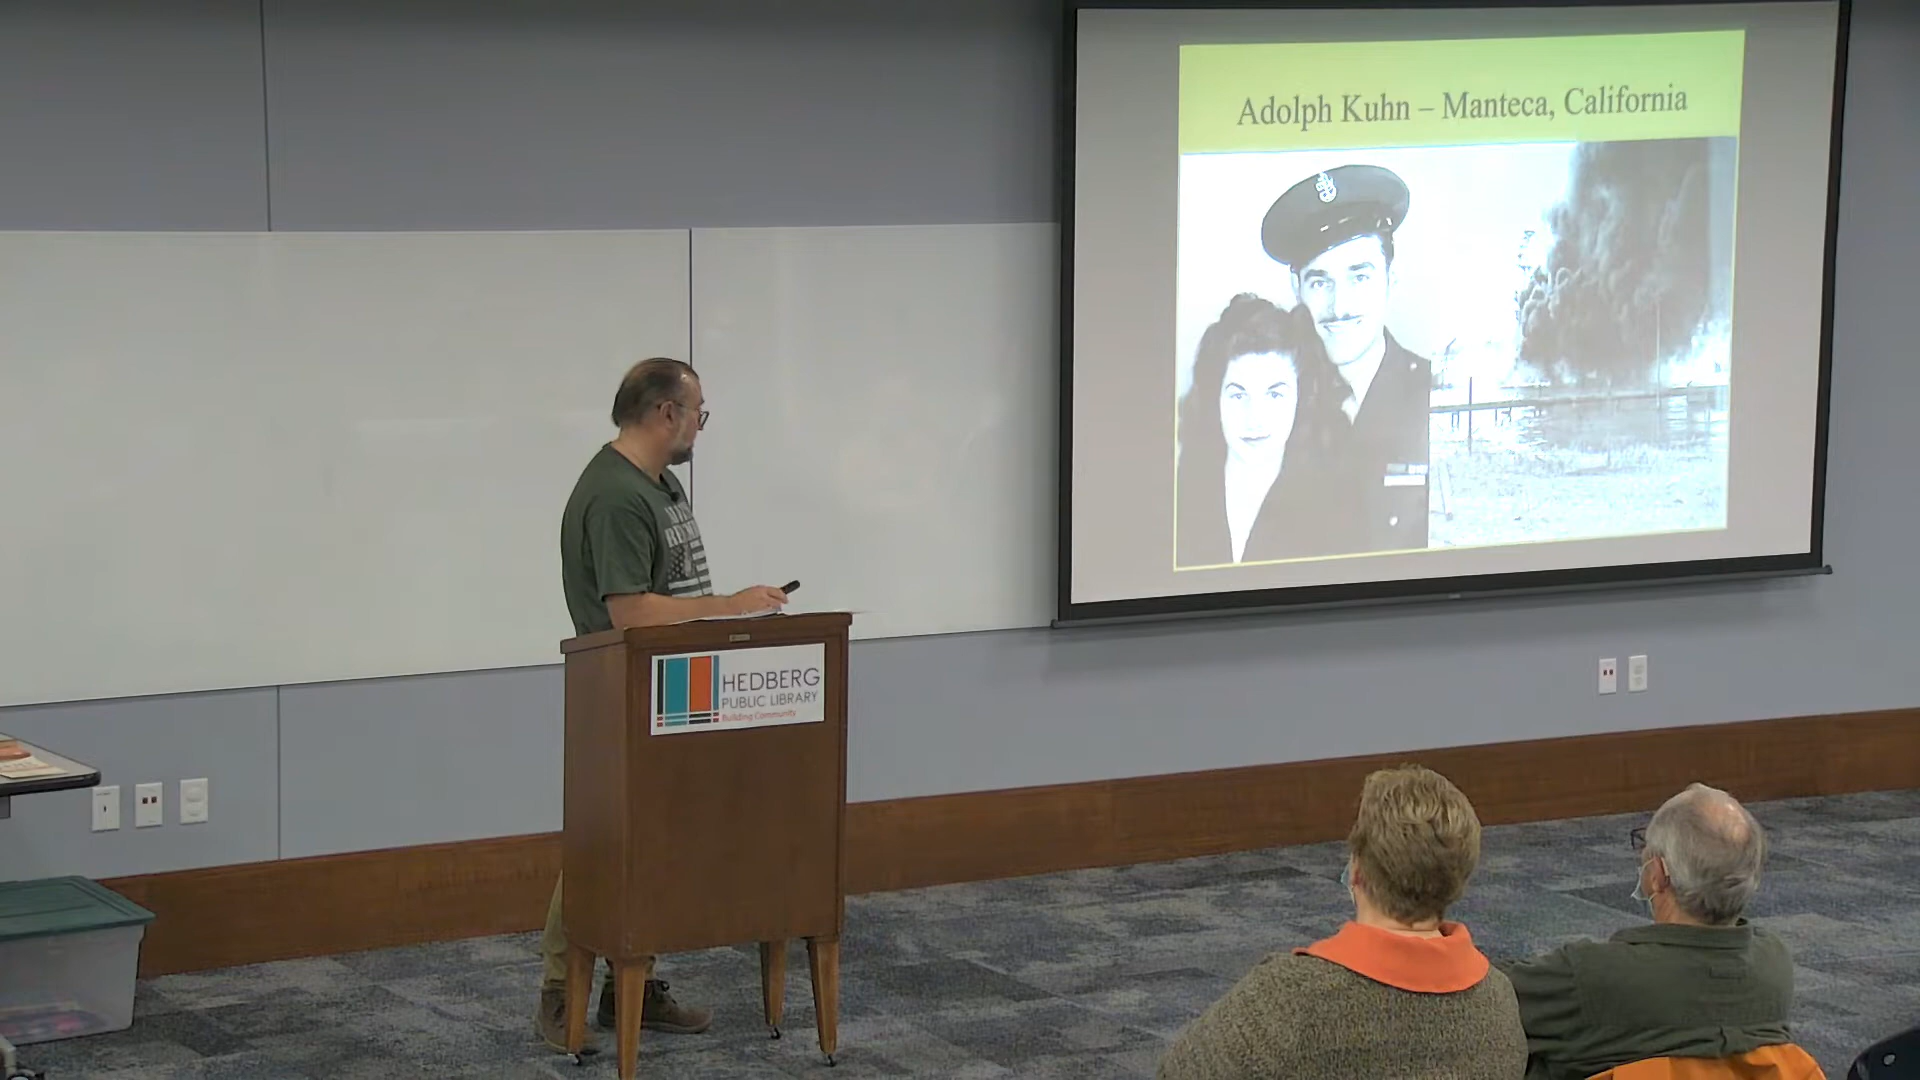 Adolph Kuhn – Manteca, California
HEDBERG
PUBLIC LIBRARY
Building Community